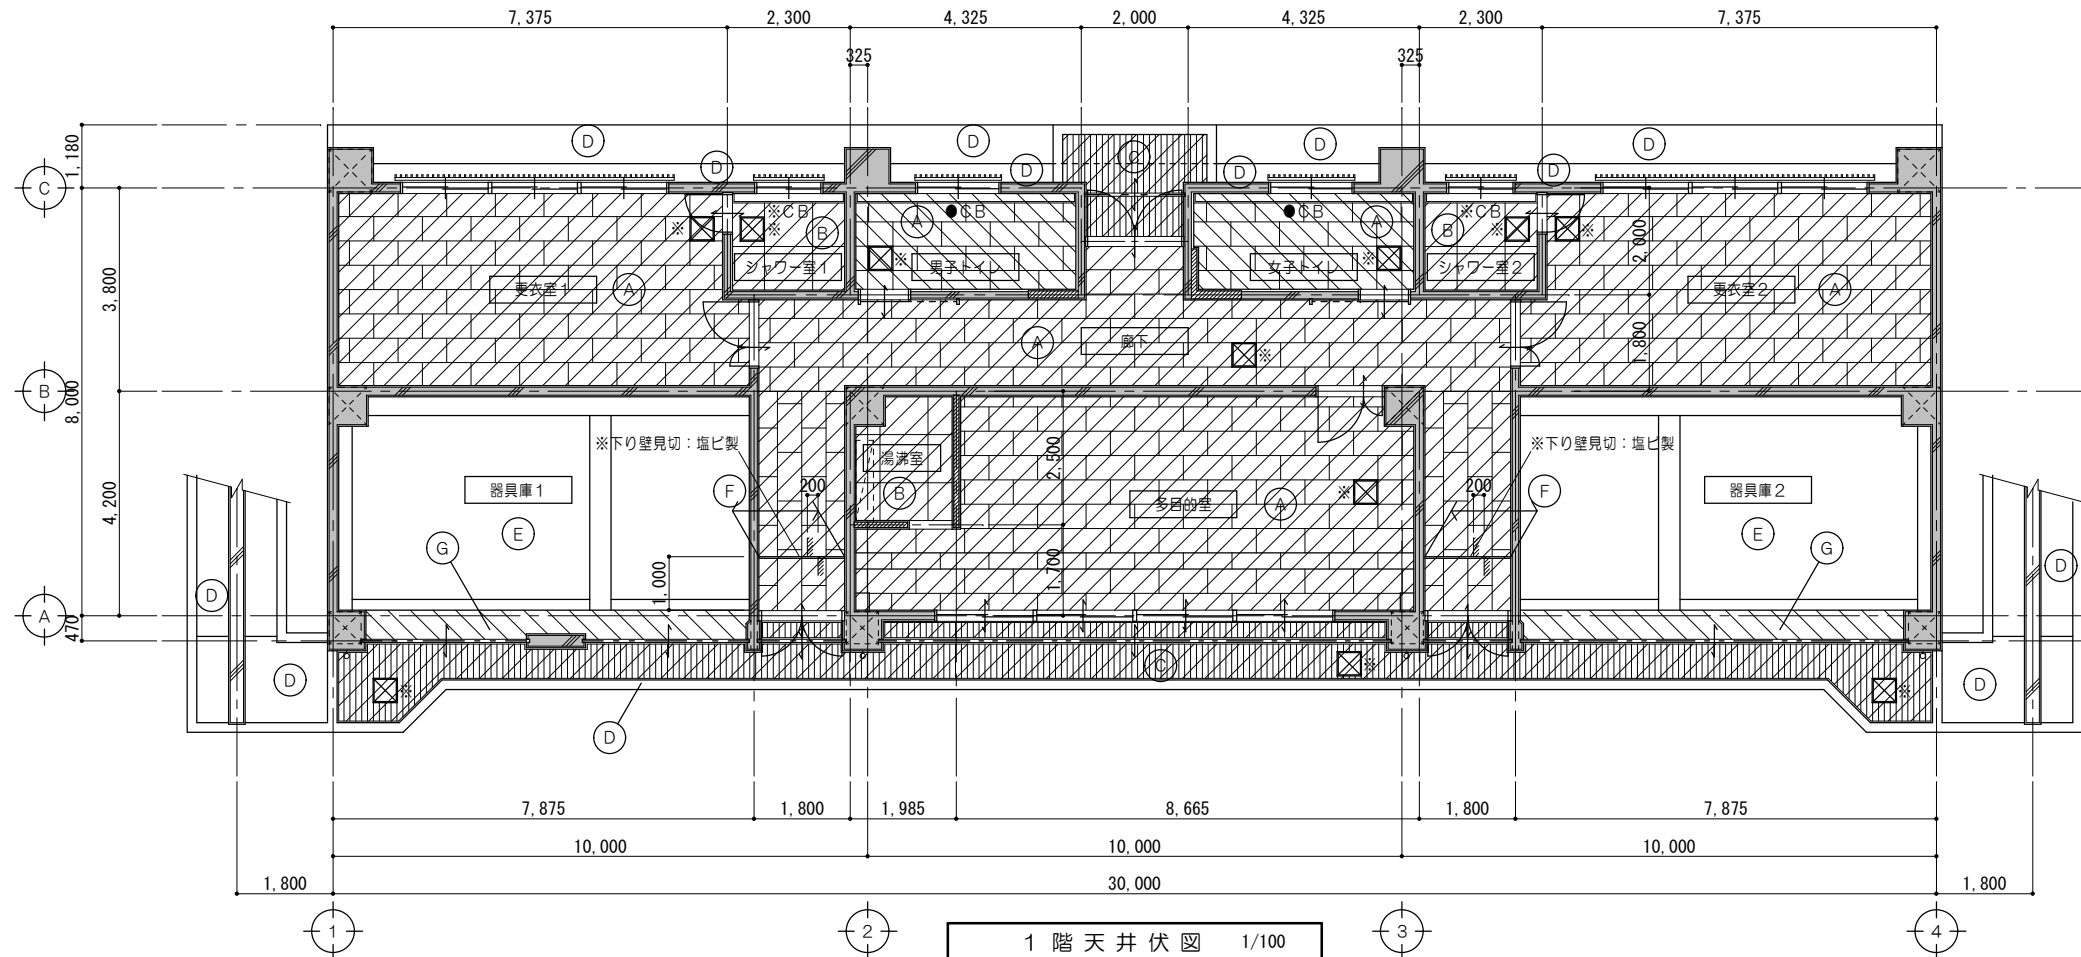 7,375 2,300 4,325 2,000 4,325 2,300 7,375
325 325
1,180
D D D D
D D C D D
C
※CB ●CB ●CB ※CB
※ ※ B A A B ※ ※
2,000
シャワー室1 ※ 男子トイレ 女子トイレ ※ シャワー室2
3,800
更衣室1 A 更衣室2 A
A 廊下 ※
1,800
B
8,000
※下り壁見切：塩ビ製 湯沸室 2,500 ※下り壁見切：塩ビ製
器具庫1 F 200 B 多目的室 A ※ 200 F 器具庫2
4,200
E E
G G
1,000 1,700
D D
A
470
C ※
D ※ ※ D
D
7,875 1,800 1,985 8,665 1,800 7,875
10,000 10,000 10,000
1,800 30,000 1,800
1 2 3 4
1階天井伏図 1/100